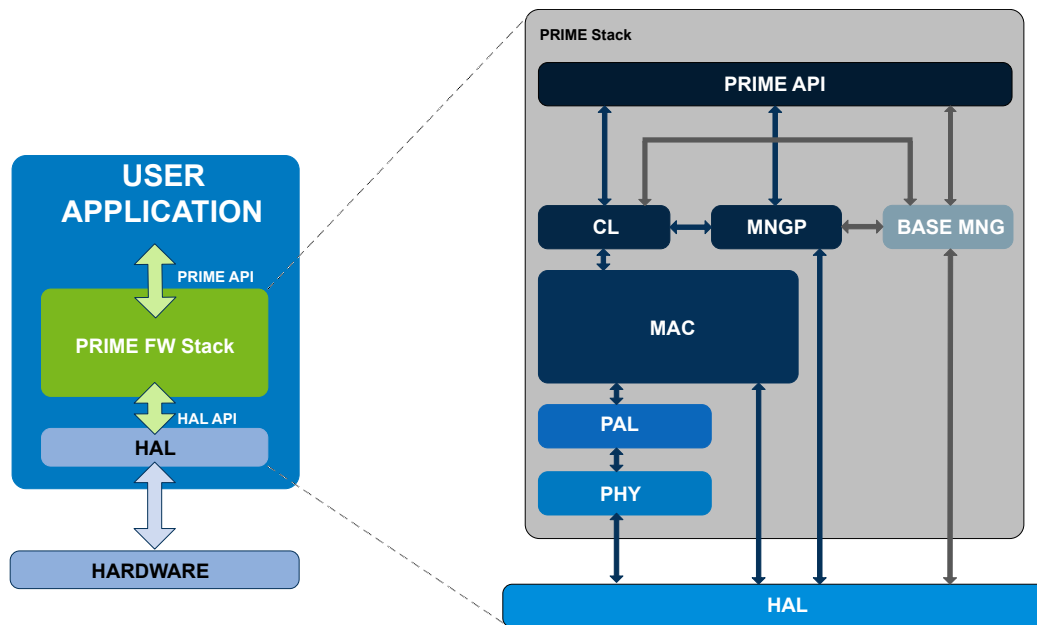 USER
APPLICATION
PRIME API
PRIME FW Stack
HAL API
HAL
HARDWARE
PRIME Stack
PRIME API
CL
MNGP
BASE MNG
MAC
PAL
PHY
HAL